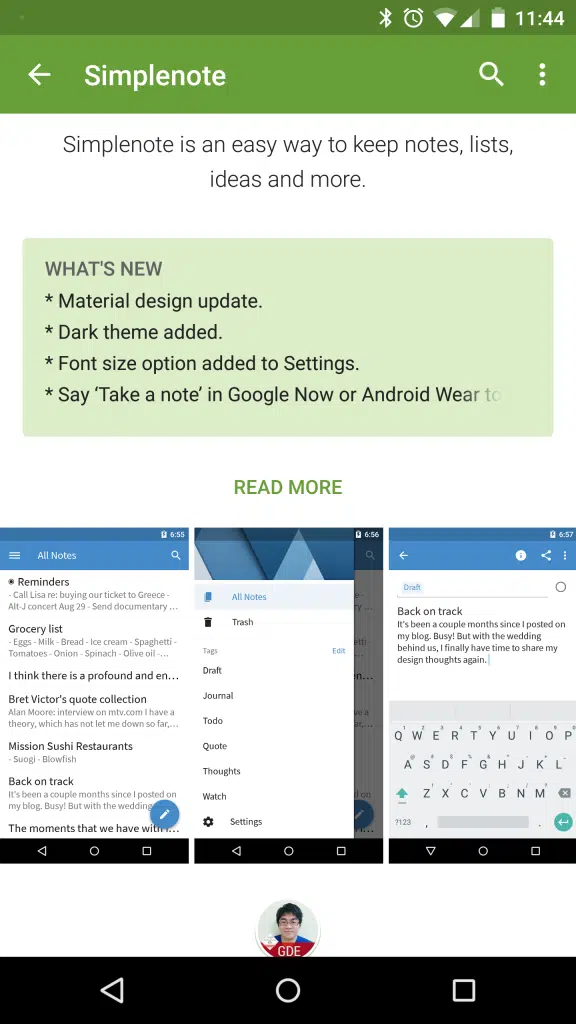 11:44
Simplenote
Simplenote is an easy way to keep notes, lists,
ideas and more.
WHAT'S NEW
* Material design update.
* Dark theme added.
* Font size option added to Settings.
* Say ‘Take a note’ in Google Now or Android Wear to
READ MORE
6:55
All Notes
Reminders
- Call Lisa re: buying our ticket to Greece -
Alt-J concert Aug 29 - Send documentary ...
Grocery list
- Eggs - Milk - Bread - Ice cream - Spaghetti -
Tomatoes - Onion - Spinach - Olive oil - ...
I think there is a profound and en...
Bret Victor's quote collection
Alan Moore: interview on mtv.com I have a
theory, which has not let me down so far,...
Mission Sushi Restaurants
- Suogi - Blowfish
Back on track
It's been a couple months since I posted on
my blog. Busy! But with the wedding
The moments that we have with
6:56
All Notes
Trash
Tags
Edit
Draft
Journal
Todo
Quote
Thoughts
Watch
Settings
6:57
Draft
Back on track
It's been a couple months since I posted on
my blog. Busy! But with the wedding
behind us, I finally have time to share my
design thoughts again.
Q W E R T Y U I O P
A S D F G H J K L
Z X C V B N M
?123 , .
GDE